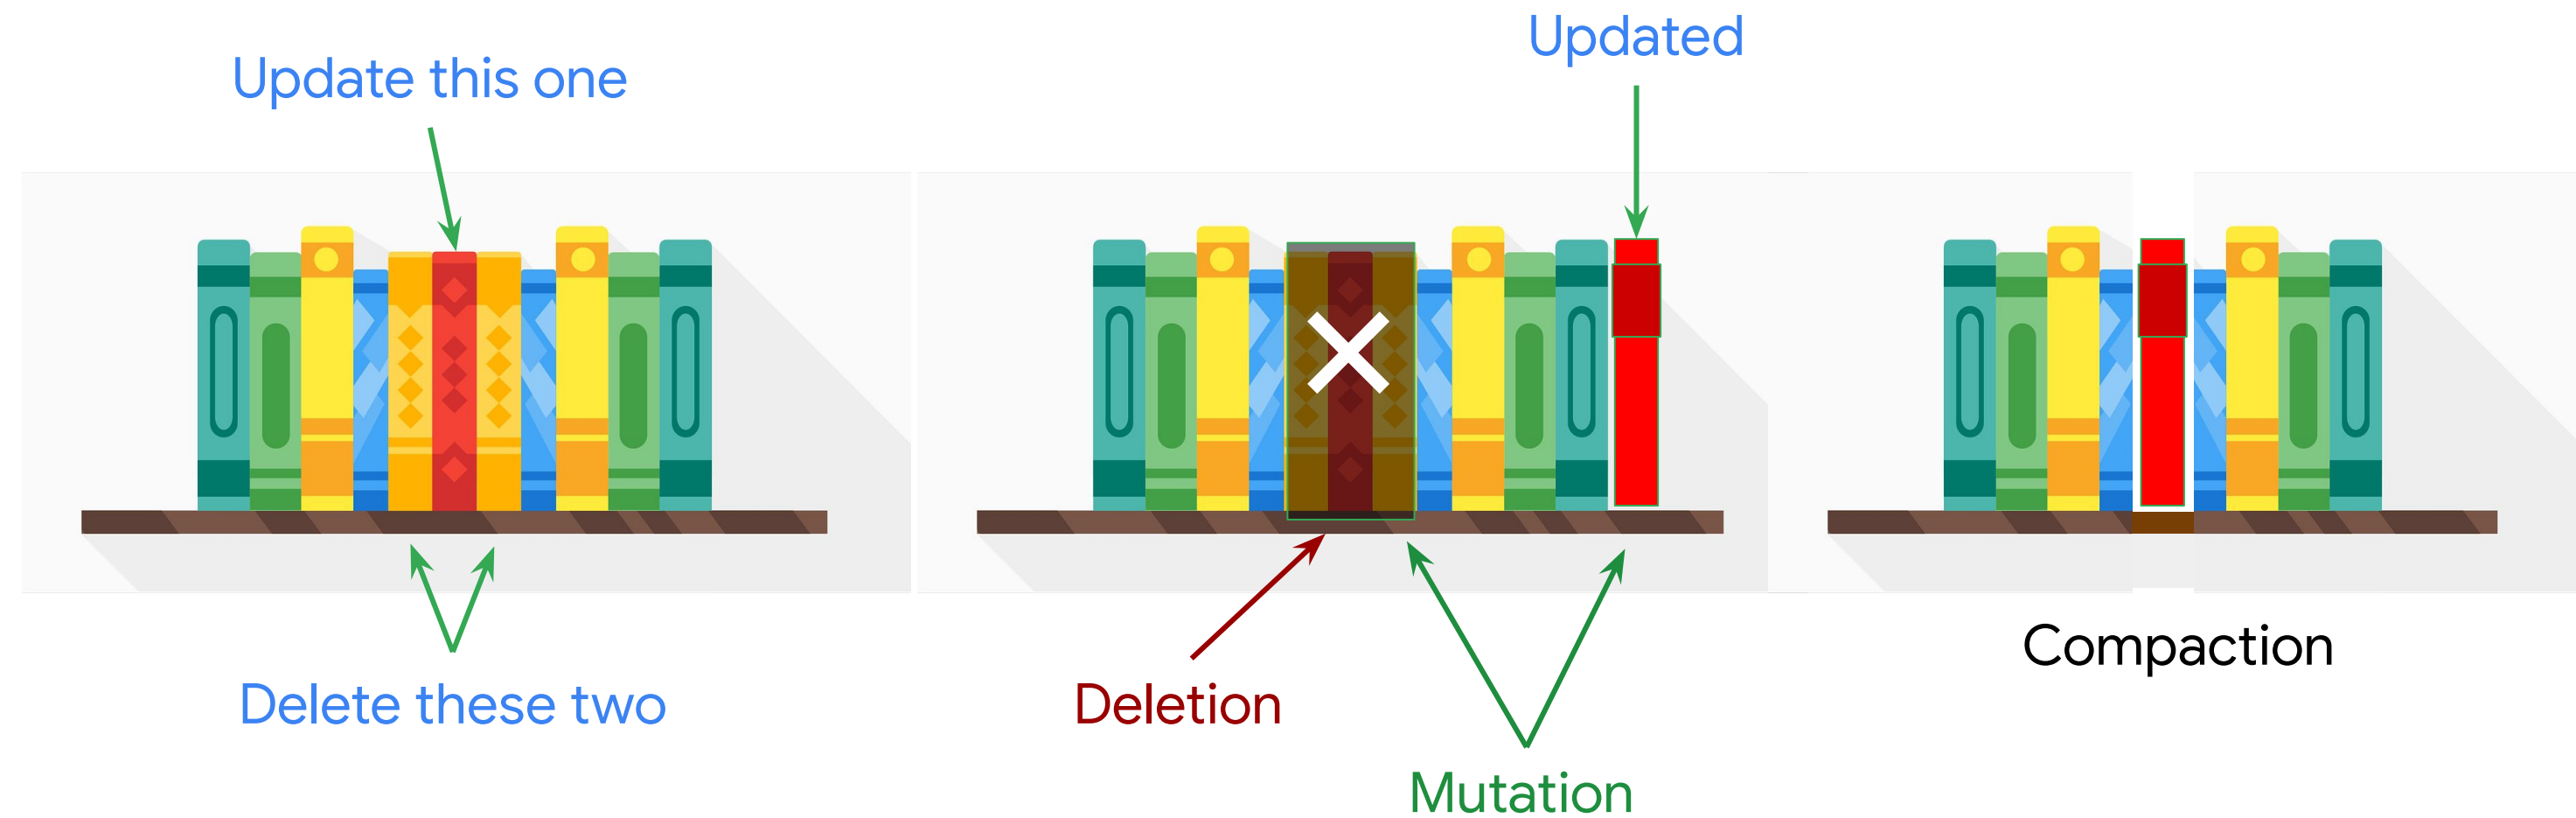 Update this one
Delete these two
Updated
Deletion
Mutation
Compaction